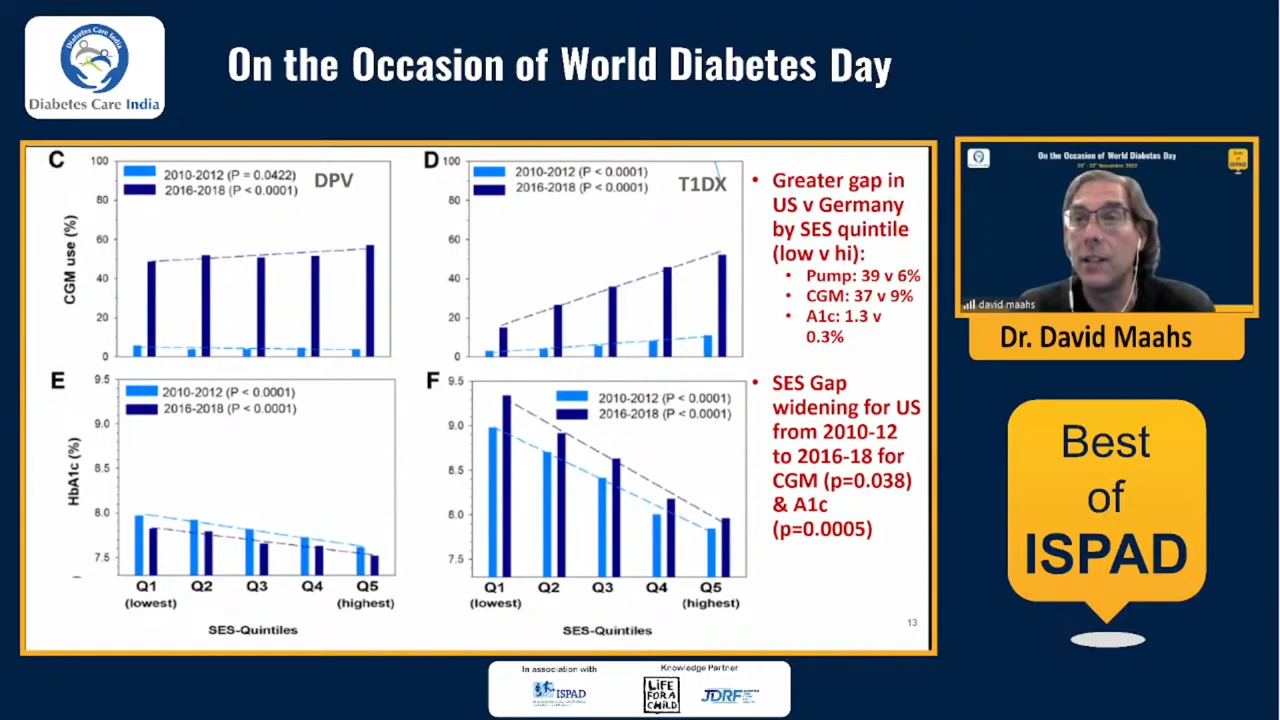 Diabetes Care India
Diabetes Care India
On the Occasion of World Diabetes Day
C
100
80
60
40
20
0
CGM use (%)
2010-2012 (P = 0.0422)
2016-2018 (P < 0.0001)
DPV
D
100
80
60
40
20
0
2010-2012 (P < 0.0001)
2016-2018 (P < 0.0001)
T1DX
E
9.5
9.0
8.5
8.0
7.5
HbA1c (%)
2010-2012 (P < 0.0001)
2016-2018 (P < 0.0001)
Q1 Q2 Q3 Q4 Q5
(lowest) (highest)
SES-Quintiles
F
9.5
9.0
8.5
8.0
7.5
2010-2012 (P < 0.0001)
2016-2018 (P < 0.0001)
Q1 Q2 Q3 Q4 Q5
(lowest) (highest)
SES-Quintiles
• Greater gap in
US v Germany
by SES quintile
(low v hi):
• Pump: 39 v 6%
• CGM: 37 v 9%
• A1c: 1.3 v
0.3%
• SES Gap
widening for US
from 2010-12
to 2016-18 for
CGM (p=0.038)
& A1c
(p=0.0005)
13
On the Occasion of World Diabetes Day
Best
of
ISPAD
david maahs
Dr. David Maahs
Best
of
ISPAD
In association with
ISPAD
Knowledge Partner
LiFE
FOR A
CHiLD
JDRF